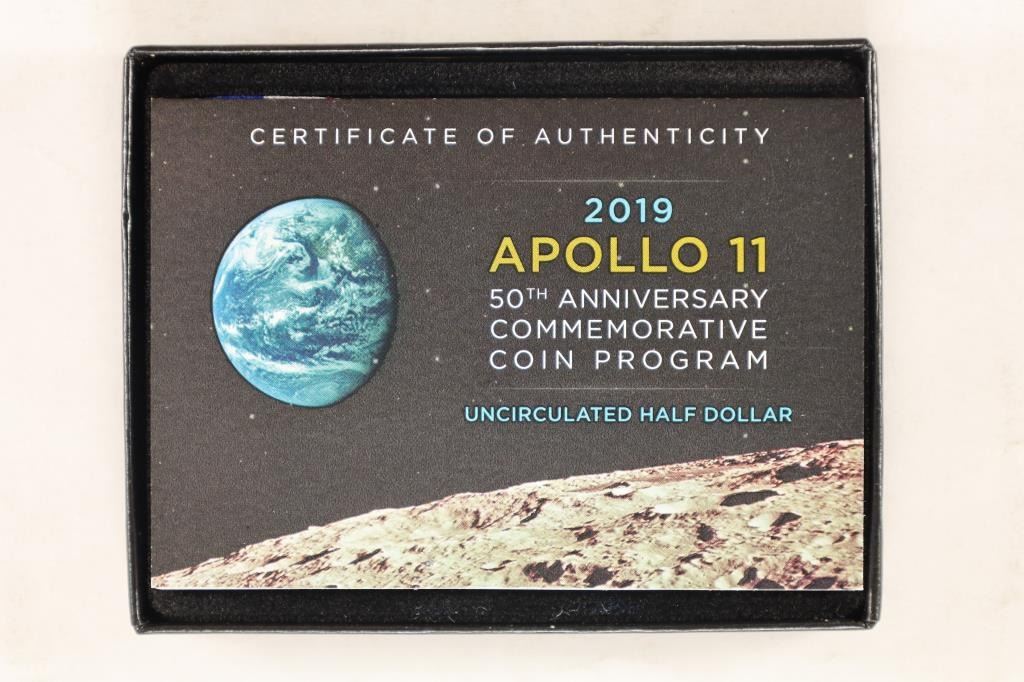 CERTIFICATE OF AUTHENTICITY
2019
APOLLO 11
50TH ANNIVERSARY
COMMEMORATIVE
COIN PROGRAM
UNCIRCULATED HALF DOLLAR